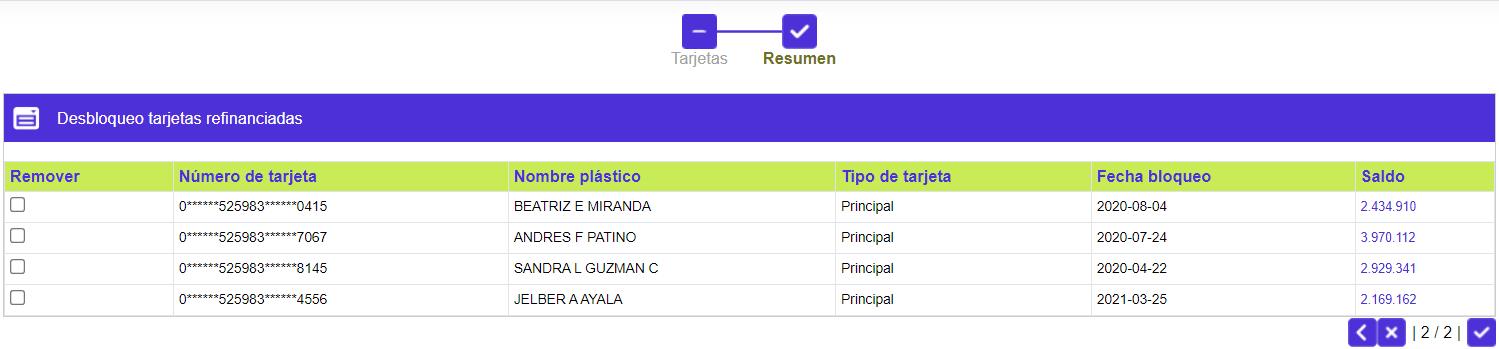 Tarjetas Resumen
Desbloqueo tarjetas refinanciadas
Remover Número de tarjeta Nombre plástico Tipo de tarjeta Fecha bloqueo Saldo
0******525983******0415 BEATRIZ E MIRANDA Principal 2020-08-04 2.434.910
0******525983******7067 ANDRES F PATINO Principal 2020-07-24 3.970.112
0******525983******8145 SANDRA L GUZMAN C Principal 2020-04-22 2.929.341
0******525983******4556 JELBER A AYALA Principal 2021-03-25 2.169.162
| 2 / 2 |